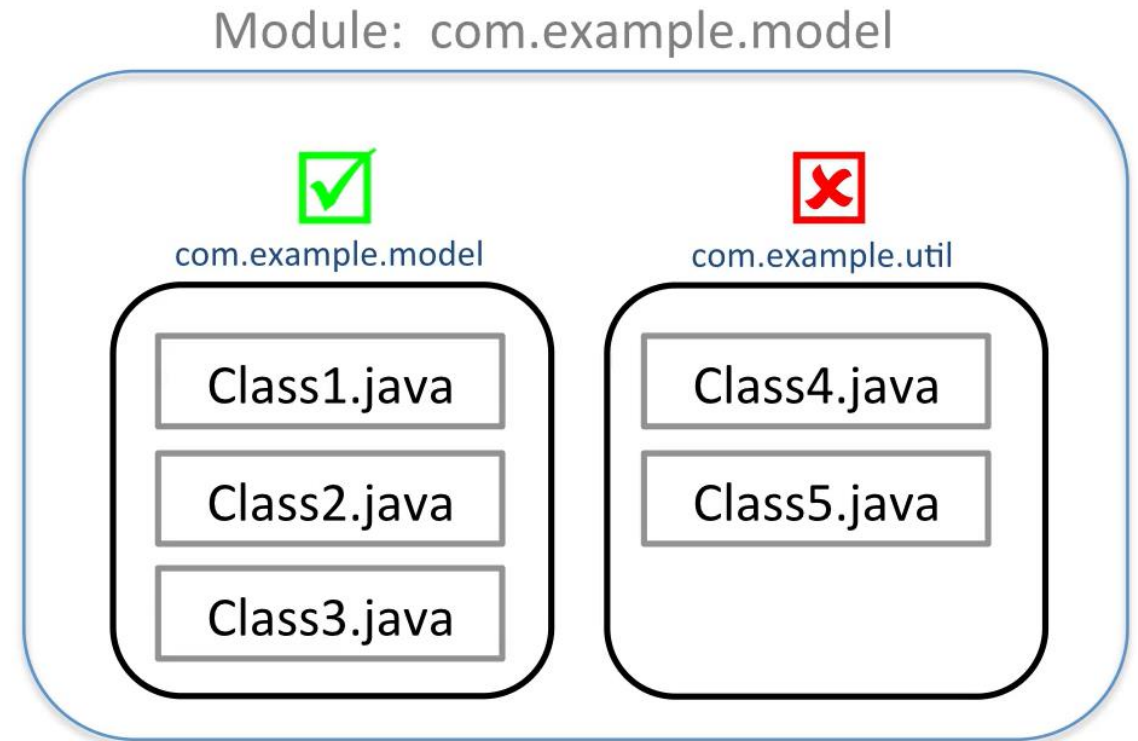 Module: com.example.model
com.example.model
Class1.java
Class2.java
Class3.java
com.example.util
Class4.java
Class5.java